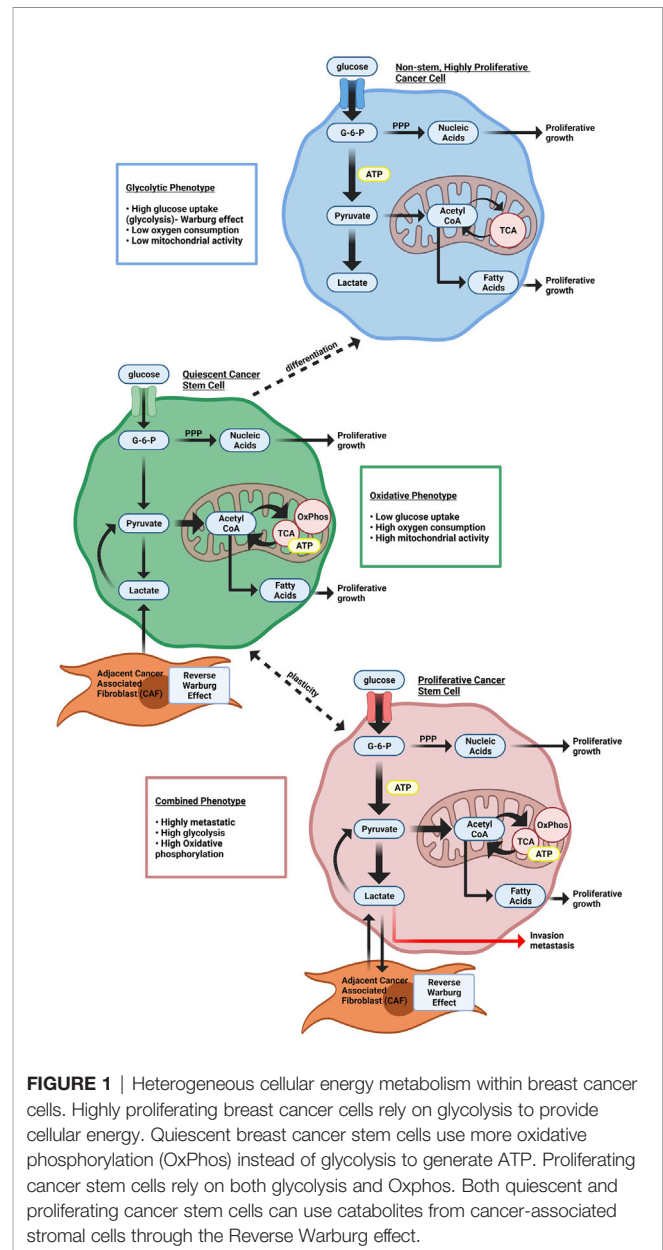 glucose
Non-stem, Highly Proliferative
Cancer Cell
G-6-P
PPP
Nucleic
Acids
Proliferative
growth
ATP
Glycolytic Phenotype
• High glucose uptake
(glycolysis)- Warburg effect
• Low oxygen consumption
• Low mitochondrial activity
Pyruvate
Acetyl
CoA
TCA
Lactate
Fatty
Acids
Proliferative
growth
differentiation
glucose
Quiescent Cancer
Stem Cell
G-6-P
PPP
Nucleic
Acids
Proliferative
growth
Oxidative Phenotype
• Low glucose uptake
• High oxygen consumption
• High mitochondrial activity
Pyruvate
Acetyl
CoA
OxPhos
TCA
ATP
Lactate
Fatty
Acids
Proliferative
growth
Adjacent Cancer
Associated
Fibroblast (CAF)
Reverse
Warburg
Effect
plasticity
glucose
Proliferative Cancer
Stem Cell
G-6-P
PPP
Nucleic
Acids
Proliferative
growth
ATP
Combined Phenotype
• Highly metastatic
• High glycolysis
• High Oxidative
phosphorylation
Pyruvate
Acetyl
CoA
OxPhos
TCA
ATP
Lactate
Fatty
Acids
Proliferative
growth
Invasion
metastasis
Adjacent Cancer
Associated
Fibroblast (CAF)
Reverse
Warburg
Effect
FIGURE 1 | Heterogeneous cellular energy metabolism within breast cancer
cells. Highly proliferating breast cancer cells rely on glycolysis to provide
cellular energy. Quiescent breast cancer stem cells use more oxidative
phosphorylation (OxPhos) instead of glycolysis to generate ATP. Proliferating
cancer stem cells rely on both glycolysis and Oxphos. Both quiescent and
proliferating cancer stem cells can use catabolites from cancer-associated
stromal cells through the Reverse Warburg effect.